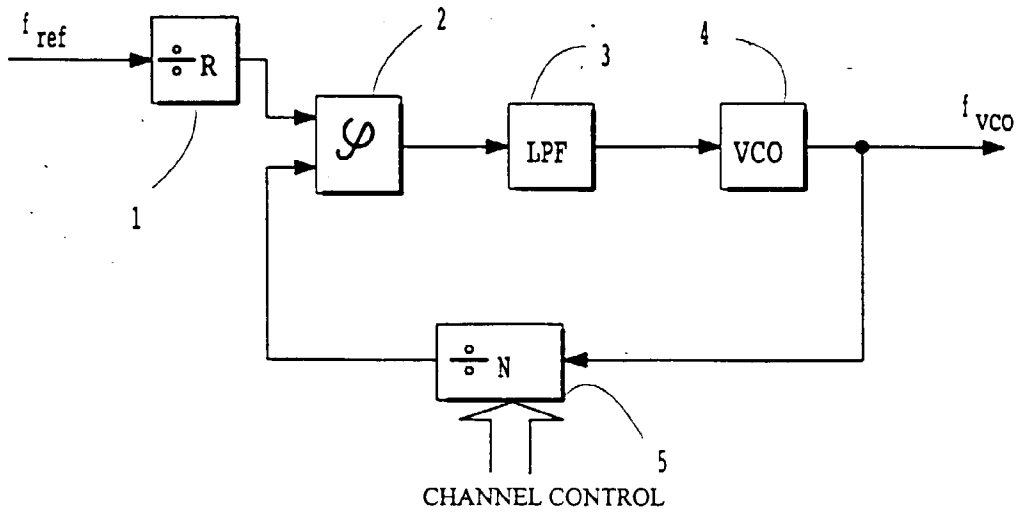 f ref
÷ R
1
2
φ
3
LPF
4
VCO
f vco
÷ N
5
CHANNEL CONTROL